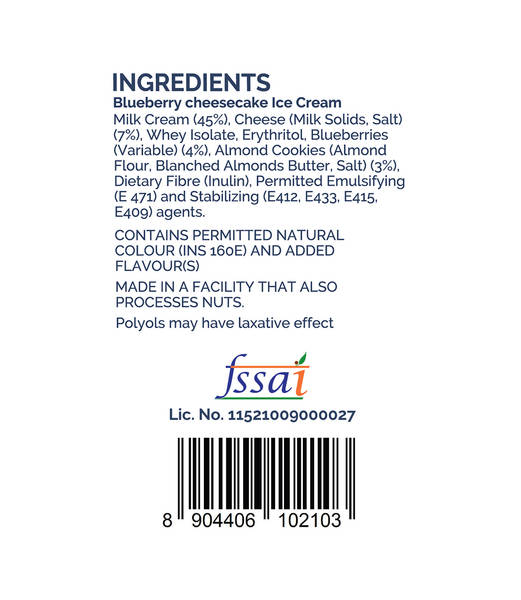 INGREDIENTS
Blueberry cheesecake Ice Cream
Milk Cream (45%), Cheese (Milk Solids, Salt)
(7%), Whey Isolate, Erythritol, Blueberries
(Variable) (4%), Almond Cookies (Almond
Flour, Blanched Almonds Butter, Salt) (3%),
Dietary Fibre (Inulin), Permitted Emulsifying
(E 471) and Stabilizing (E412, E433, E415,
E409) agents.
CONTAINS PERMITTED NATURAL
COLOUR (INS 160E) AND ADDED
FLAVOUR(S)
MADE IN A FACILITY THAT ALSO
PROCESSES NUTS.
Polyols may have laxative effect
fssai
Lic. No. 11521009000027
8 904406 102103